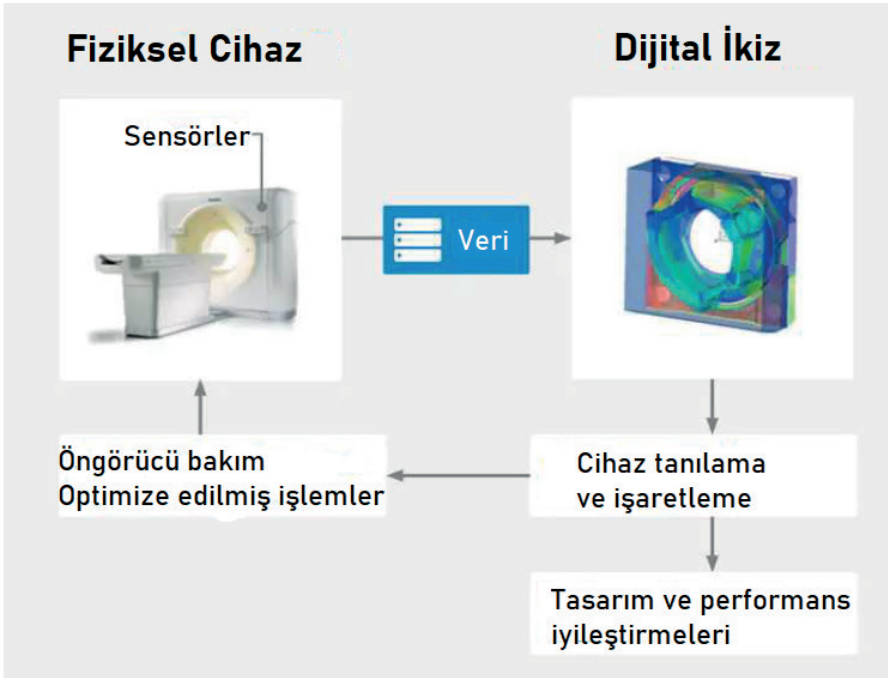 Fiziksel Cihaz
Dijital İkiz
Sensörler
Veri
Öngörücü bakım
Optimize edilmiş işlemler
Cihaz tanılama
ve işaretleme
Tasarım ve performans
iyileştirmeleri